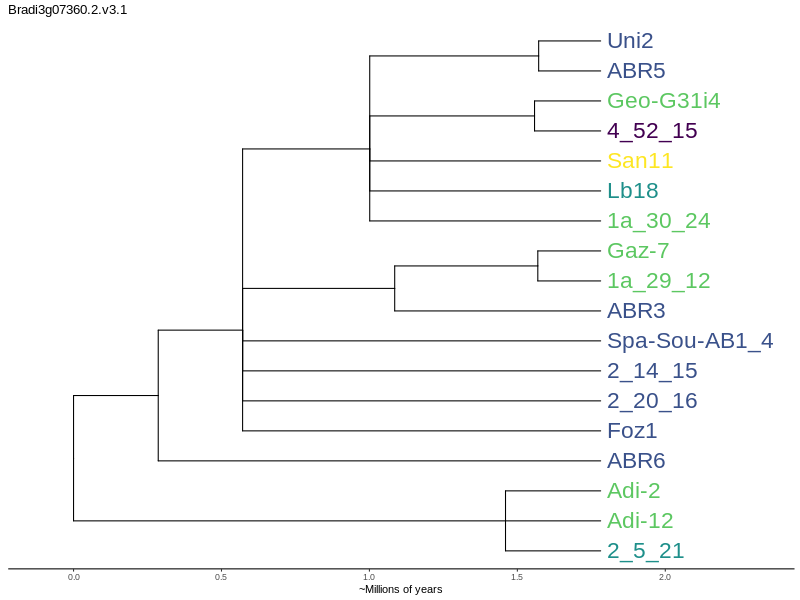 Bradi3g07360.2.v3.1
Uni2
ABR5
Geo-G31i4
4_52_15
San11
Lb18
1a_30_24
Gaz-7
1a_29_12
ABR3
Spa-Sou-AB1_4
2_14_15
2_20_16
Foz1
ABR6
Adi-2
Adi-12
2_5_21
0.0 0.5 1.0 1.5 2.0
~Millions of years